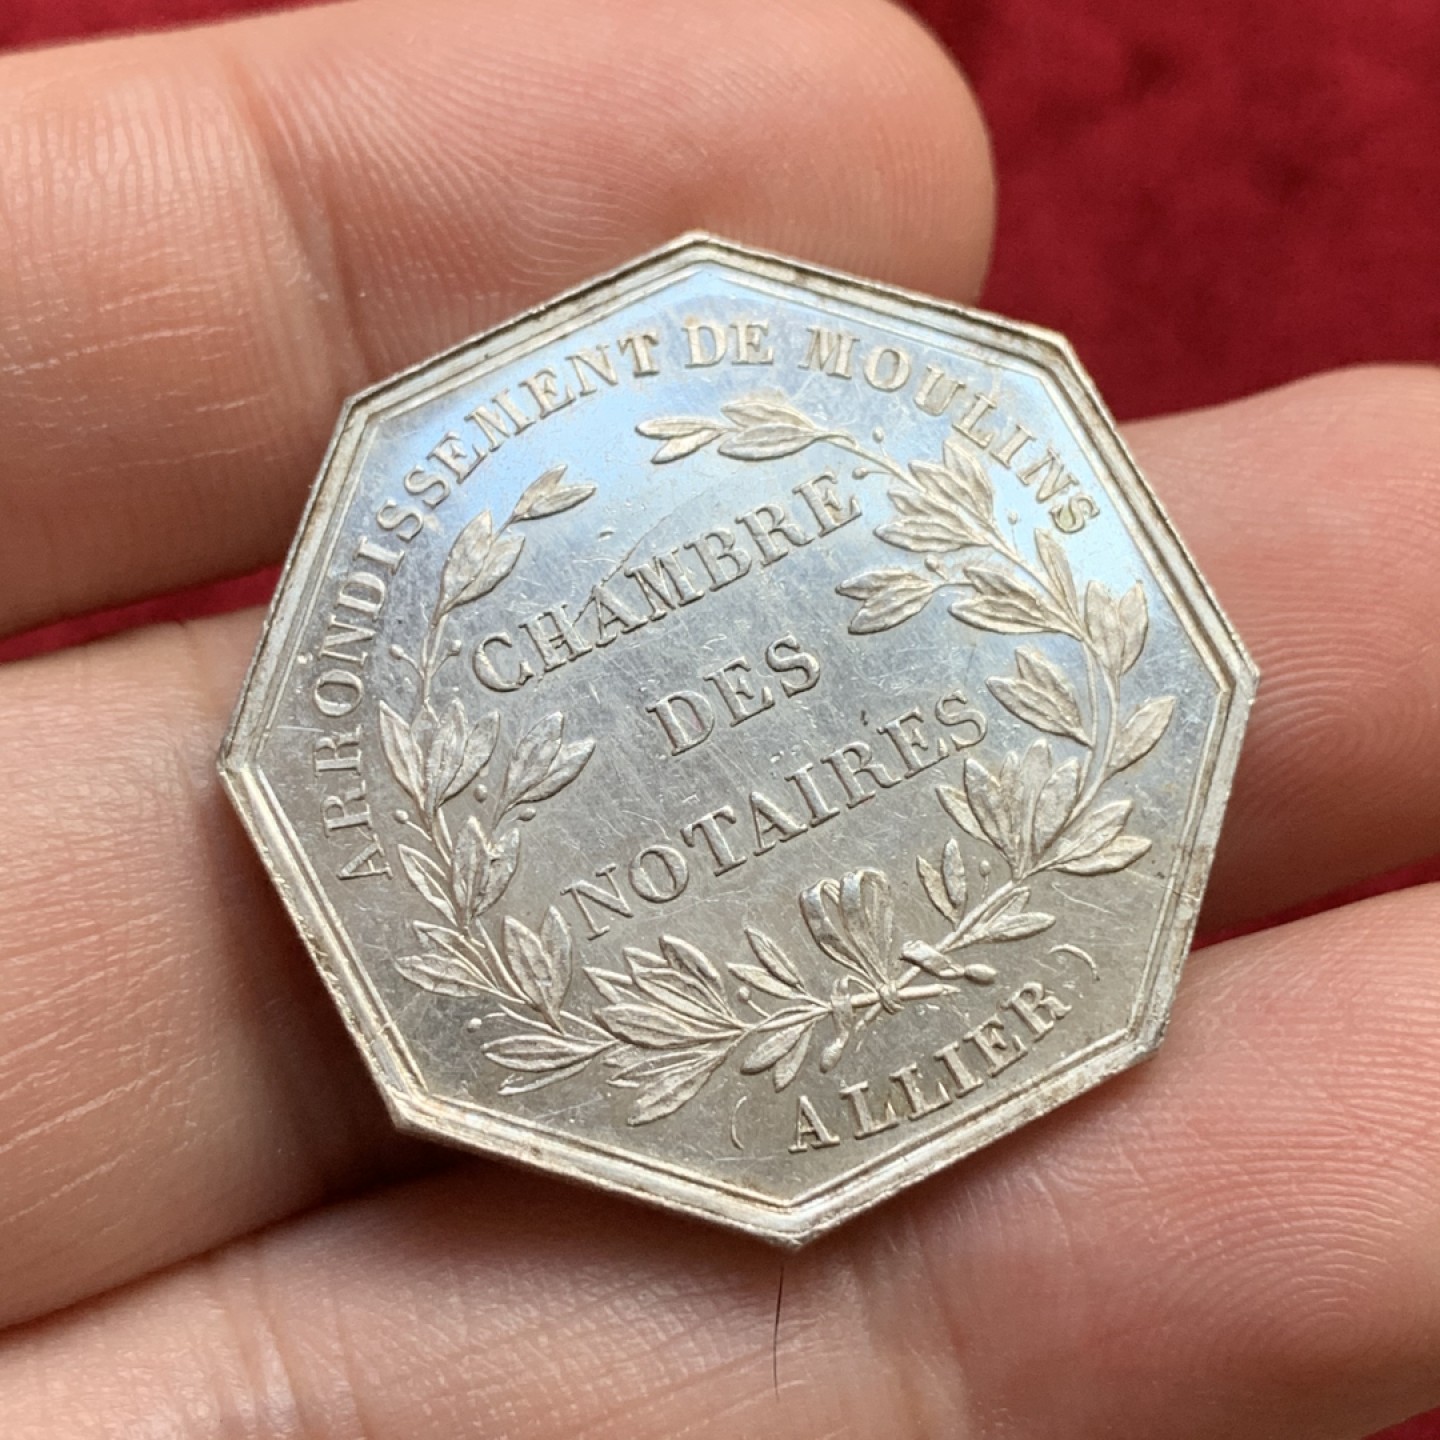 ARRONDISSEMENT DE MOULINS
CHAMBRE
DES
NOTAIRES
( ALLIER )